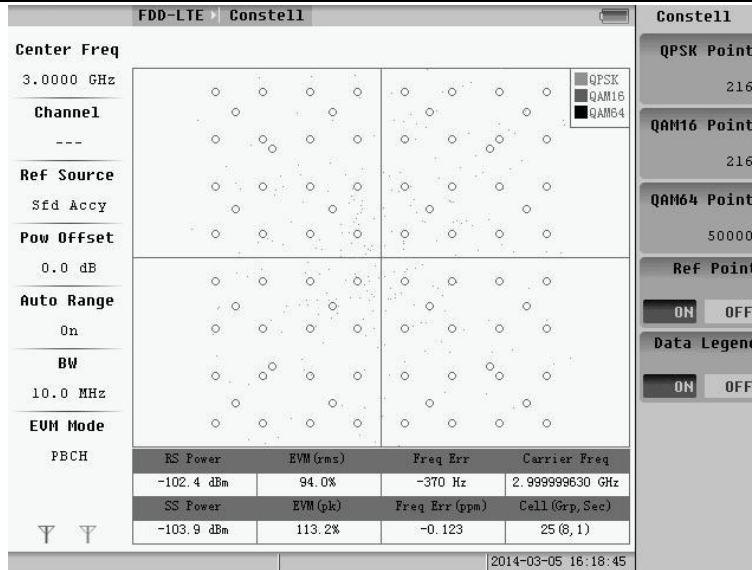 FDD-LTE Constell
Center Freq
3.0000 GHz
Channel
---
Ref Source
Sfd Accy
Pow Offset
0.0 dB
Auto Range
On
BW
10.0 MHz
EVM Mode
PBCH
QPSK
QAM16
QAM64
RS Power EVM(rms) Freq Err Carrier Freq
-102.4 dBm 94.0% -370 Hz 2.999999630 GHz
SS Power EVM(pk) Freq Err(ppm) Cell(Grp,Sec)
-103.9 dBm 113.2% -0.123 25(8,1)
2014-03-05 16:18:45
Constell
QPSK Point
216
QAM16 Point
216
QAM64 Point
50000
Ref Point
ON OFF
Data Legend
ON OFF